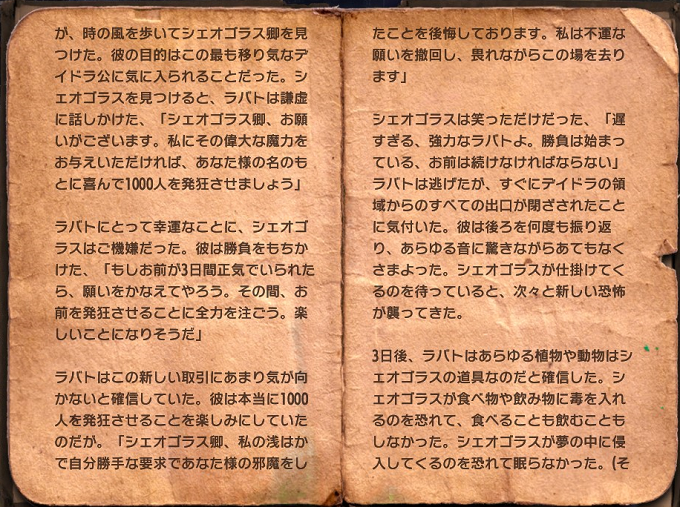 が、時の風を歩いてシェオゴラス卿を見
つけた。彼の目的はこの最も移り気なデ
イドラ公に気に入られることだった。シ
ェオゴラスを見つけると、ラバトは謙虚
に話しかけた、「シェオゴラス卿、お願
いがございます。私にその偉大な魔力を
お与えいただければ、あなた様の名のも
とに喜んで1000人を発狂させましょう」
ラバトにとって幸運なことに、シェオゴ
ラスはご機嫌だった。彼は勝負をもちか
けた、「もしお前が3日間正気でいられた
ら、願いをかなえてやろう。その間、お
前を発狂させることに全力を注ごう。楽
しいことになりそうだ」
ラバトはこの新しい取引にあまり気が向
かないと確信していた。彼は本当に1000
人を発狂させることを楽しみにしていた
のだが。「シェオゴラス卿、私の浅はか
で自分勝手な要求であなた様の邪魔をし
たことを後悔しております。私は不運な
願いを撤回し、畏れながらこの場を去り
ます」
シェオゴラスは笑っただけだった、「遅
すぎる、強力なラバトよ。勝負は始まっ
ている、お前は続けなければならない」
ラバトは逃げたが、すぐにデイドラの領
域からのすべての出口が閉ざされたこと
に気付いた。彼は後ろを何度も振り返
り、あらゆる音に驚きながらあてもなく
さまよった。シェオゴラスが仕掛けてく
るのを待っていると、次々と新しい恐怖
が襲ってきた。
3日後、ラバトはあらゆる植物や動物はシ
ェオゴラスの道具なのだと確信した。シ
ェオゴラスが食べ物や飲み物に毒を入れ
るのを恐れて、食べることも飲むことも
しなかった。シェオゴラスが夢の中に侵
入してくるのを恐れて眠らなかった。(そ